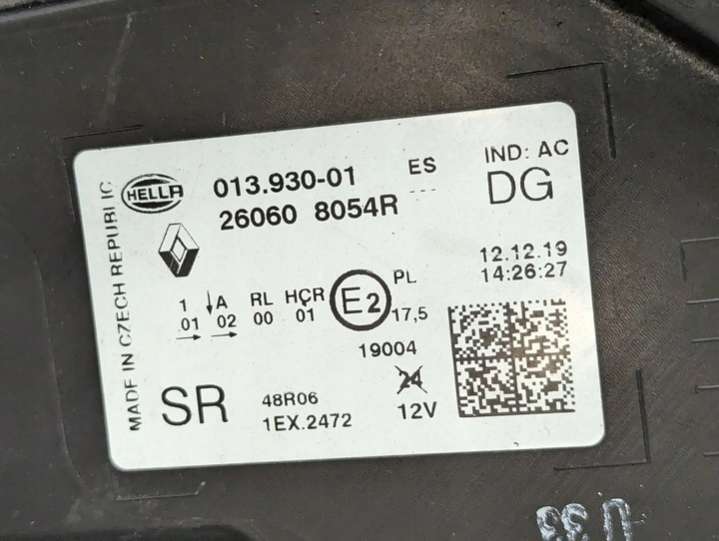 MADE IN CZECH REPUBLIC
HELLA
013.930-01
ES
IND: AC
26060 8054R
---
DG
12.12.19
14:26:27
1 ↓A RL HCR E2 PL
01 02 00 01 17,5
→ →
19004
SR
48R06
24
1EX.2472
12V